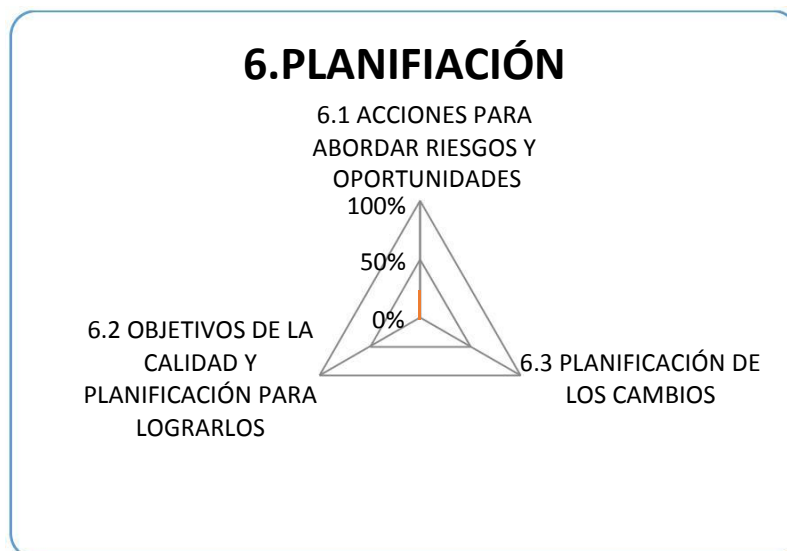 6.PLANIFIACIÓN
6.1 ACCIONES PARA
ABORDAR RIESGOS Y
OPORTUNIDADES
100%
50%
0%
6.2 OBJETIVOS DE LA
CALIDAD Y
PLANIFICACIÓN PARA
LOGRARLOS
6.3 PLANIFICACIÓN DE
LOS CAMBIOS